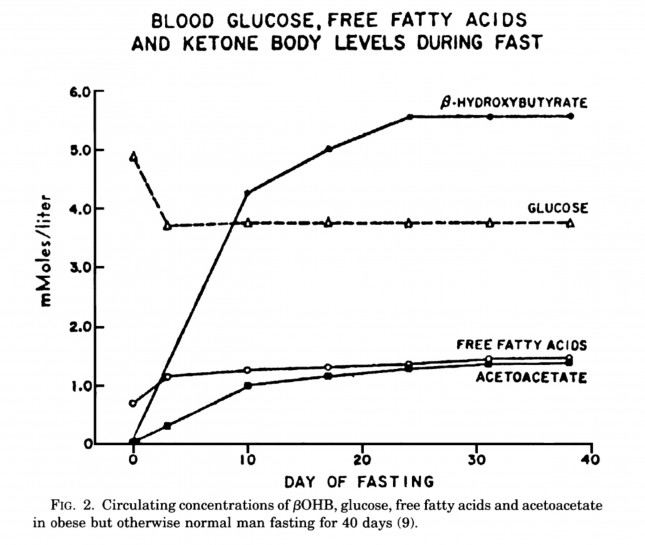 BLOOD GLUCOSE, FREE FATTY ACIDS
AND KETONE BODY LEVELS DURING FAST
6.0
β-HYDROXYBUTYRATE
5.0
4.0
GLUCOSE
3.0
mMoles/liter
2.0
FREE FATTY ACIDS
1.0
ACETOACETATE
0
0 10 20 30 40
DAY OF FASTING
FIG. 2. Circulating concentrations of βOHB, glucose, free fatty acids and acetoacetate
in obese but otherwise normal man fasting for 40 days (9).